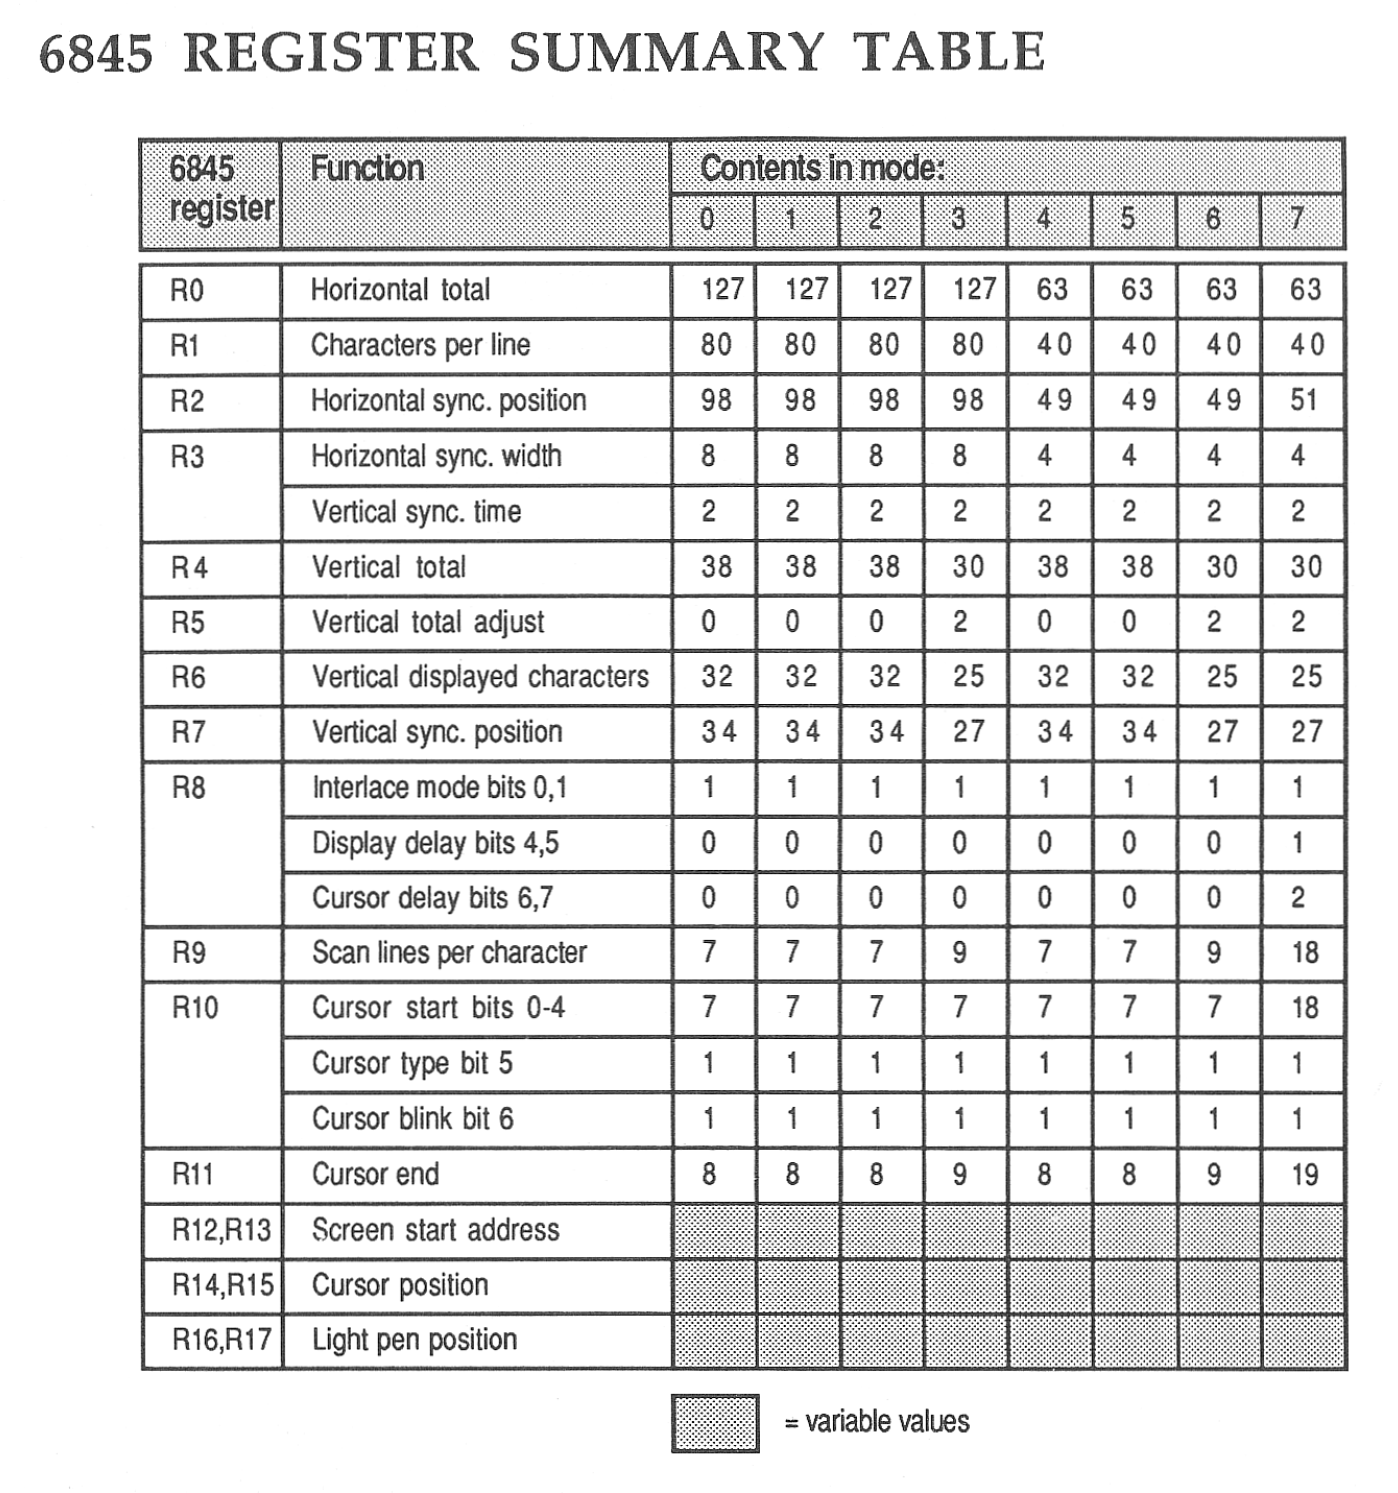 6845 REGISTER SUMMARY TABLE
6845 register Function Contents in mode:
0 1 2 3 4 5 6 7
R0 Horizontal total 127 127 127 127 63 63 63 63
R1 Characters per line 80 80 80 80 40 40 40 40
R2 Horizontal sync. position 98 98 98 98 49 49 49 51
R3 Horizontal sync. width 8 8 8 8 4 4 4 4
Vertical sync. time 2 2 2 2 2 2 2 2
R4 Vertical total 38 38 38 30 38 38 30 30
R5 Vertical total adjust 0 0 0 2 0 0 2 2
R6 Vertical displayed characters 32 32 32 25 32 32 25 25
R7 Vertical sync. position 34 34 34 27 34 34 27 27
R8 Interlace mode bits 0,1 1 1 1 1 1 1 1 1
Display delay bits 4,5 0 0 0 0 0 0 0 1
Cursor delay bits 6,7 0 0 0 0 0 0 0 2
R9 Scan lines per character 7 7 7 9 7 7 9 18
R10 Cursor start bits 0-4 7 7 7 7 7 7 7 18
Cursor type bit 5 1 1 1 1 1 1 1 1
Cursor blink bit 6 1 1 1 1 1 1 1 1
R11 Cursor end 8 8 8 9 8 8 9 19
R12,R13 Screen start address
R14,R15 Cursor position
R16,R17 Light pen position
= variable values